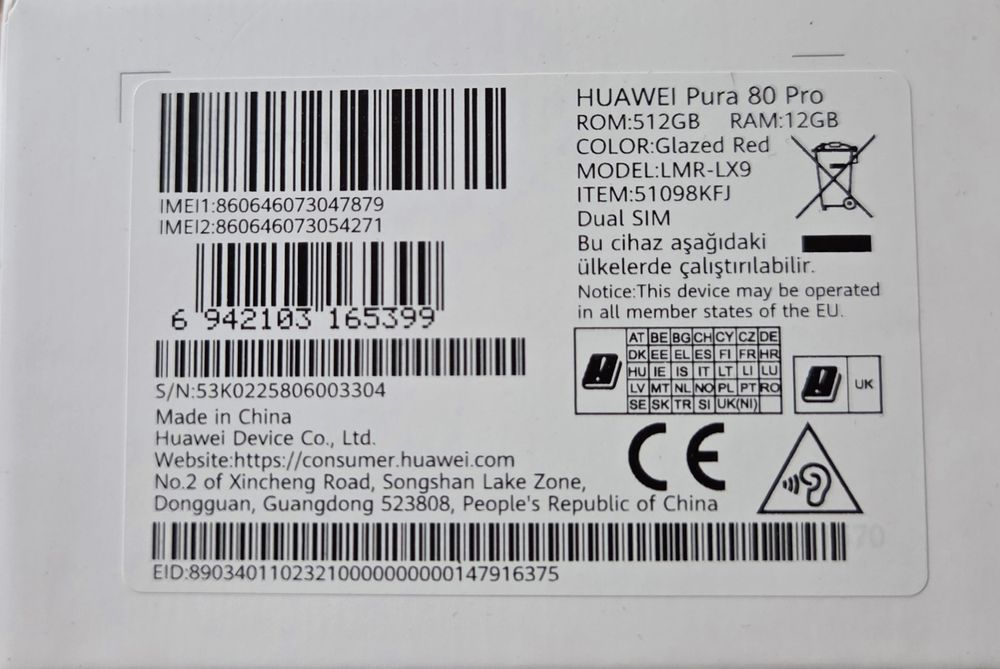 HUAWEI Pura 80 Pro
ROM:512GB RAM:12GB
COLOR:Glazed Red
MODEL:LMR-LX9
ITEM:51098KFJ
Dual SIM
Bu cihaz aşağıdaki
ülkelerde çalıştırılabilir.
Notice:This device may be operated
in all member states of the EU.
AT BE BG CH CY CZ DE
DK EE EL ES FI FR HR
HU IE IS IT LT LI LU
LV MT NL NO PL PT RO
SE SK TR SI UK(NI)
UK
CE
IMEI1:860646073047879
IMEI2:860646073054271
6 942103 165399
S/N:53K0225806003304
Made in China
Huawei Device Co., Ltd.
Website:https://consumer.huawei.com
No.2 of Xincheng Road, Songshan Lake Zone,
Dongguan, Guangdong 523808, People's Republic of China
EID:89034011023210000000000147916375